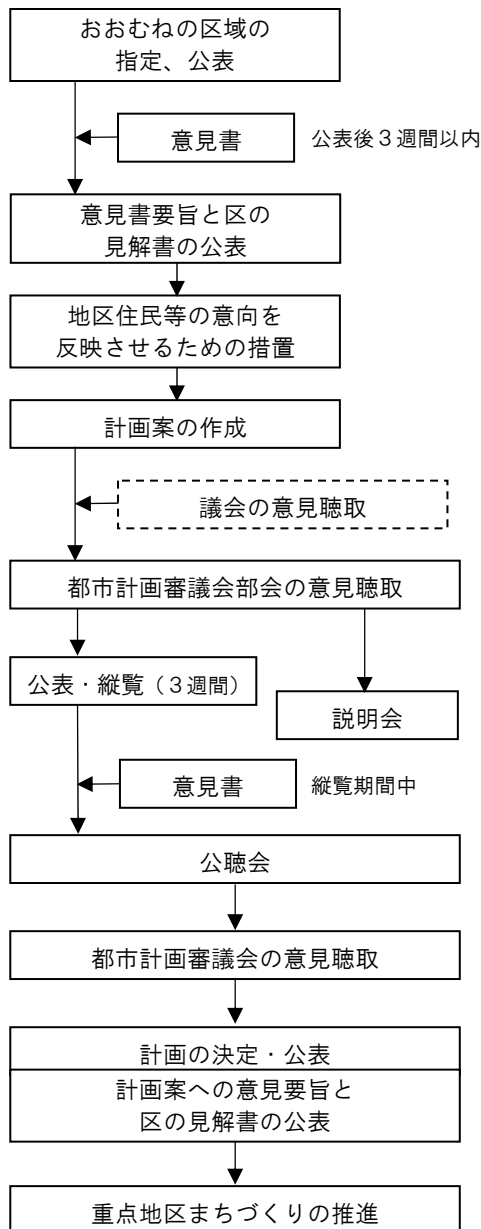 おおむねの区域の
指定、公表
意見書 公表後３週間以内
意見書要旨と区の
見解書の公表
地区住民等の意向を
反映させるための措置
計画案の作成
議会の意見聴取
都市計画審議会部会の意見聴取
公表・縦覧（３週間）
説明会
意見書 縦覧期間中
公聴会
都市計画審議会の意見聴取
計画の決定・公表
計画案への意見要旨と
区の見解書の公表
重点地区まちづくりの推進